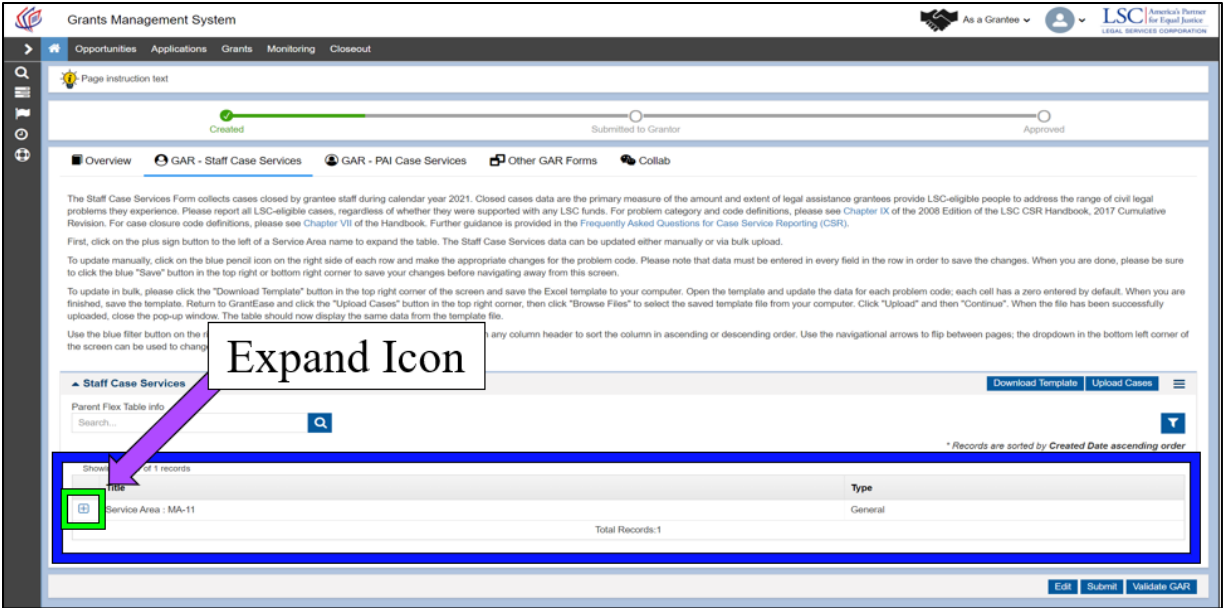 Grants Management System
As a Grantee
LSC America's Partner for Equal Justice
LEGAL SERVICES CORPORATION
Opportunities Applications Grants Monitoring Closeout
Page instruction text
Created Submitted to Grantor Approved
Overview GAR - Staff Case Services GAR - PAI Case Services Other GAR Forms Collab
The Staff Case Services Form collects cases closed by grantee staff during calendar year 2021. Closed cases data are the primary measure of the amount and extent of legal assistance grantees provide LSC-eligible people to address the range of civil legal
problems they experience. Please report all LSC-eligible cases, regardless of whether they were supported with any LSC funds. For problem category and code definitions, please see Chapter IX of the 2008 Edition of the LSC CSR Handbook, 2017 Cumulative
Revision. For case closure code definitions, please see Chapter VII of the Handbook. Further guidance is provided in the Frequently Asked Questions for Case Service Reporting (CSR).
First, click on the plus sign button to the left of a Service Area name to expand the table. The Staff Case Services data can be updated either manually or via bulk upload.
To update manually, click on the blue pencil icon on the right side of each row and make the appropriate changes for the problem code. Please note that data must be entered in every field in the row in order to save the changes. When you are done, please be sure
to click the blue "Save" button in the top right or bottom right corner to save your changes before navigating away from this screen.
To update in bulk, please click the "Download Template" button in the top right corner of the screen and save the Excel template to your computer. Open the template and update the data for each problem code; each cell has a zero entered by default. When you are
finished, save the template. Return to GrantEase and click the "Upload Cases" button in the top right corner, then click "Browse Files" to select the saved template file from your computer. Click "Upload" and then "Continue". When the file has been successfully
uploaded, close the pop-up window. The table should now display the same data from the template file.
Use the blue filter button on the any column header to sort the column in ascending or descending order. Use the navigational arrows to flip between pages; the dropdown in the bottom left corner of
the screen can be used to
Expand Icon
Staff Case Services Download Template Upload Cases
Parent Flex Table info
Search...
* Records are sorted by Created Date ascending order
of 1 records
Title Type
Service Area : MA-11 General
Total Records:1
Edit Submit Validate GAR